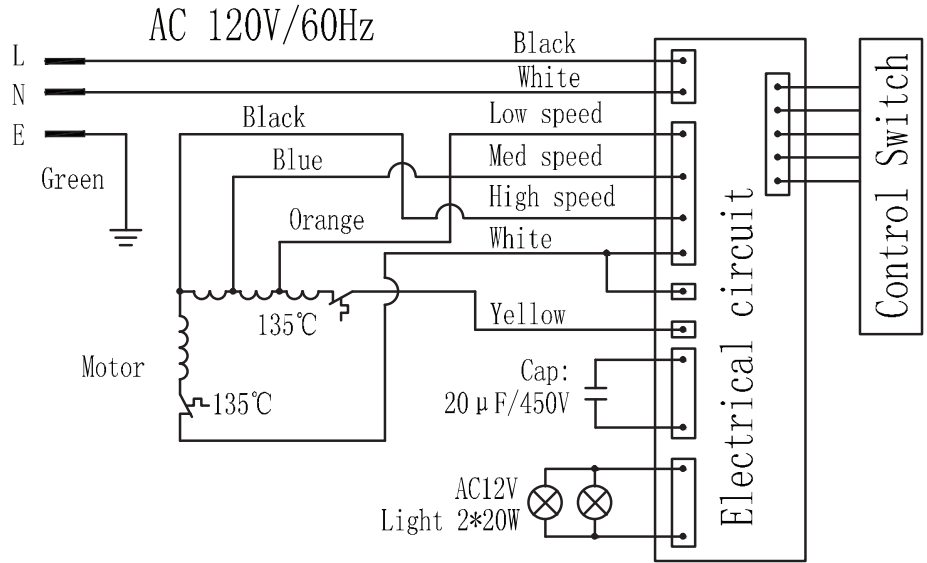 AC 120V/60Hz
L
Black
N
White
E
Black
Low speed
Blue
Med speed
Green
High speed
Orange
White
135℃
Yellow
Motor
135℃
Cap:
20μF/450V
AC12V
Light 2*20W
Electrical circuit
Control Switch